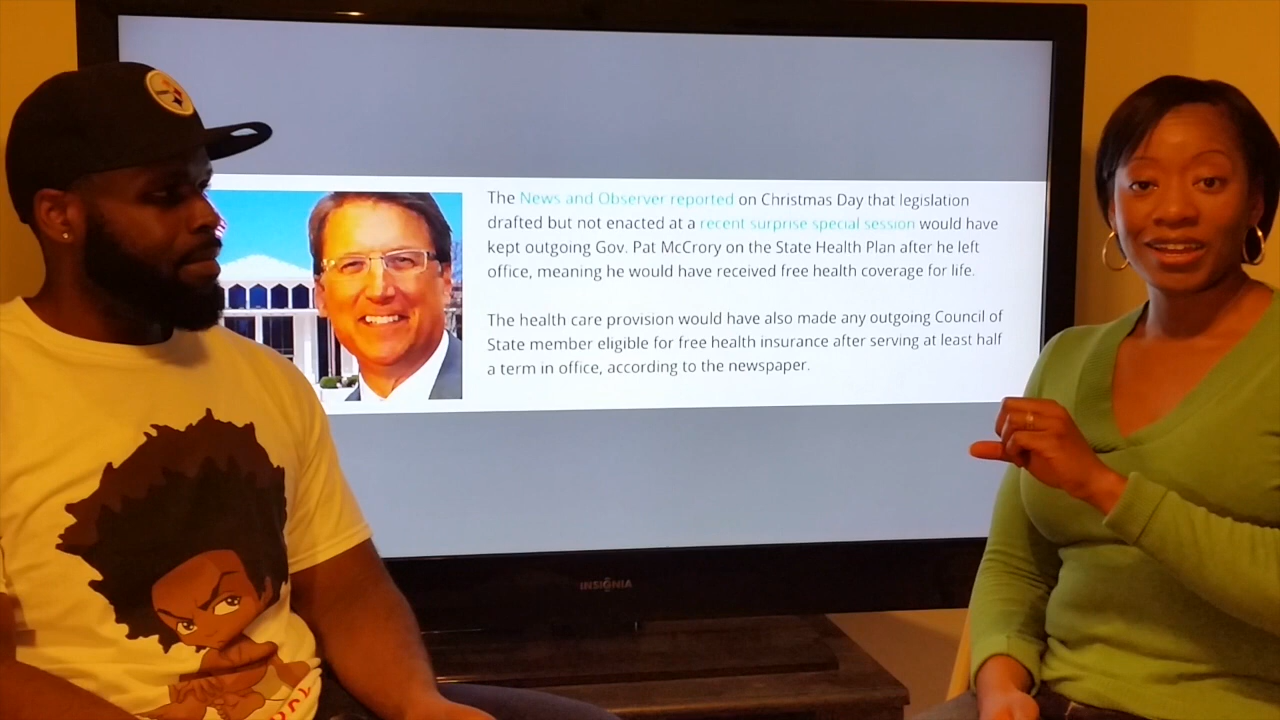 The News and Observer reported on Christmas Day that legislation
drafted but not enacted at a recent surprise special session would have
kept outgoing Gov. Pat McCrory on the State Health Plan after he left
office, meaning he would have received free health coverage for life.
The health care provision would have also made any outgoing Council of
State member eligible for free health insurance after serving at least half
a term in office, according to the newspaper.
INSIGNIA